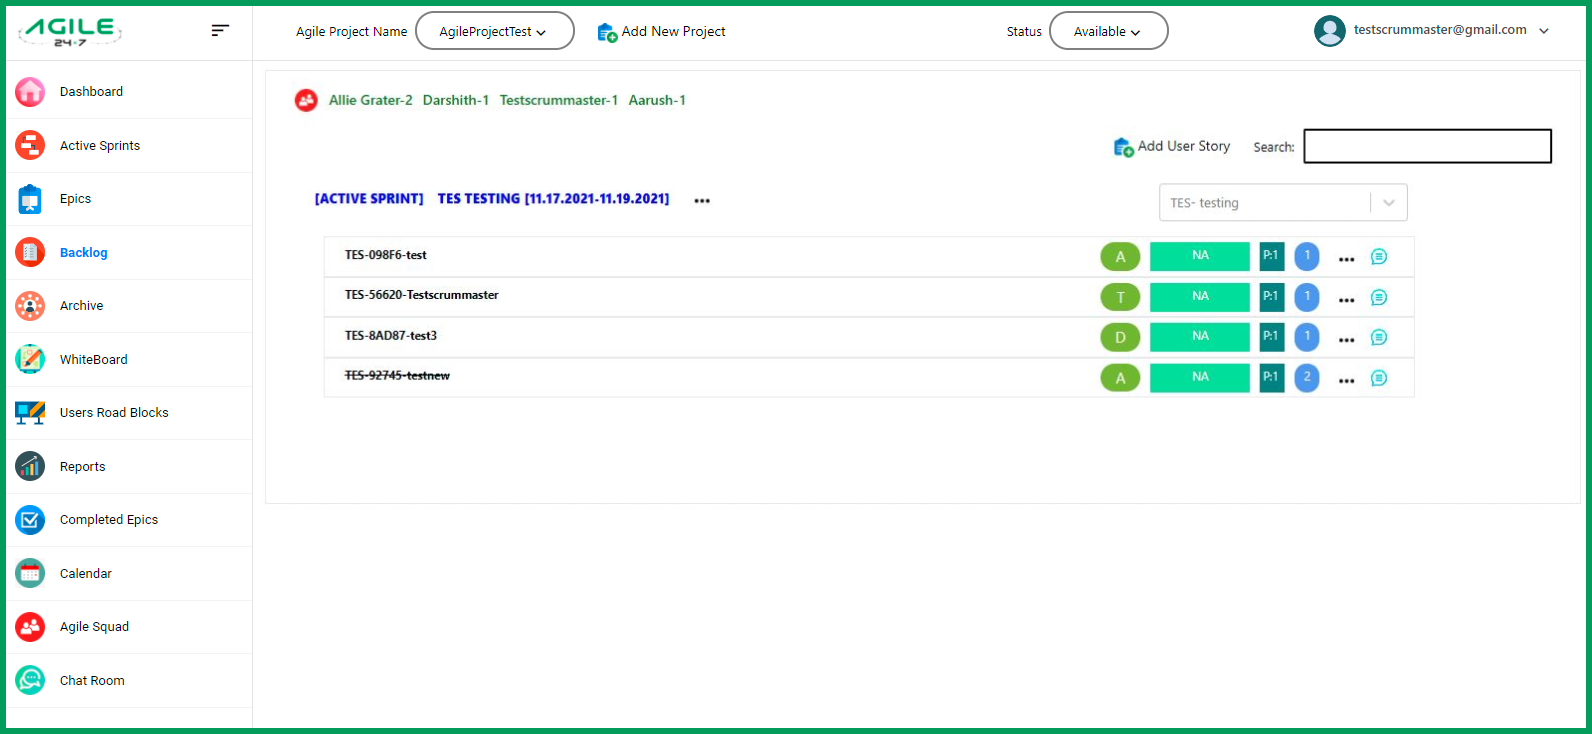 AGILE
24-7
Agile Project Name AgileProjectTest Add New Project Status Available testscrummaster@gmail.com
Dashboard
Active Sprints
Epics
Backlog
Archive
WhiteBoard
Users Road Blocks
Reports
Completed Epics
Calendar
Agile Squad
Chat Room
Allie Grater-2 Darshith-1 Testscrummaster-1 Aarush-1
Add User Story Search:
[ACTIVE SPRINT] TES TESTING [11.17.2021-11.19.2021] ... TES- testing
TES-098F6-test A NA P:1 1 ...
TES-56620-Testscrummaster T NA P:1 1 ...
TES-8AD87-test3 D NA P:1 1 ...
TES-92745-testnew A NA P:1 2 ...